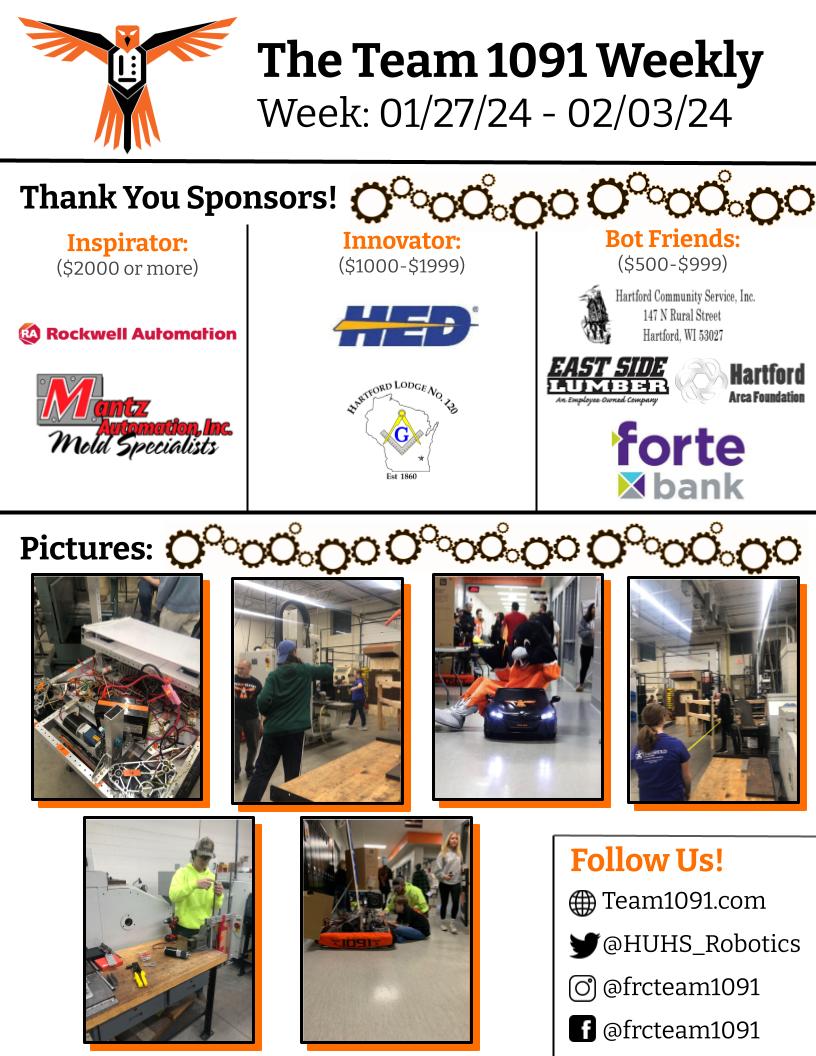 The Team 1091 Weekly
Week: 01/27/24 - 02/03/24
Thank You Sponsors!
Inspirator:
($2000 or more)
RA Rockwell Automation
Mantz
Automation, Inc.
Mold Specialists
Innovator:
($1000-$1999)
HED®
HARTFORD LODGE NO. 120
G
Est 1860
Bot Friends:
($500-$999)
Hartford Community Service, Inc.
147 N Rural Street
Hartford, WI 53027
EAST SIDE
LUMBER
An Employee Owned Company
Hartford
Area Foundation
forte
bank
Pictures:
1091
Follow Us!
Team1091.com
@HUHS_Robotics
@frcteam1091
@frcteam1091